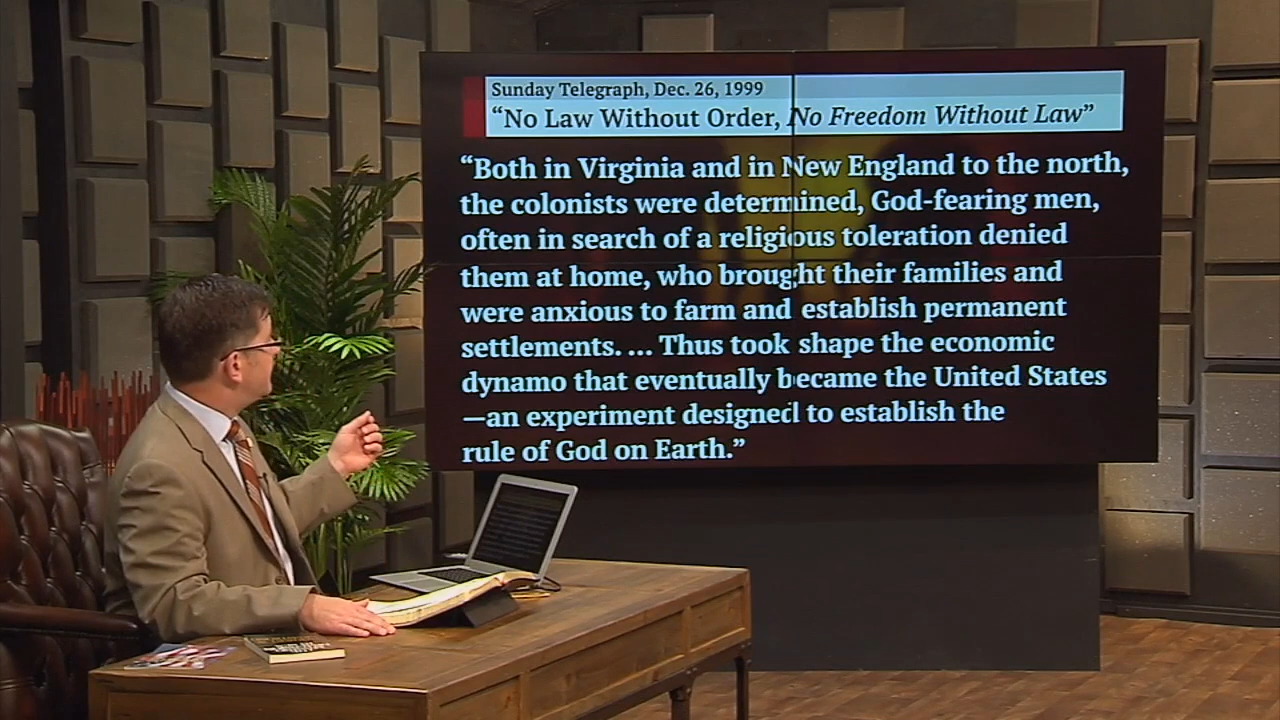 Sunday Telegraph, Dec. 26, 1999
“No Law Without Order, No Freedom Without Law”
“Both in Virginia and in New England to the north,
the colonists were determined, God-fearing men,
often in search of a religious toleration denied
them at home, who brought their families and
were anxious to farm and establish permanent
settlements. ... Thus took shape the economic
dynamo that eventually became the United States
—an experiment designed to establish the
rule of God on Earth.”